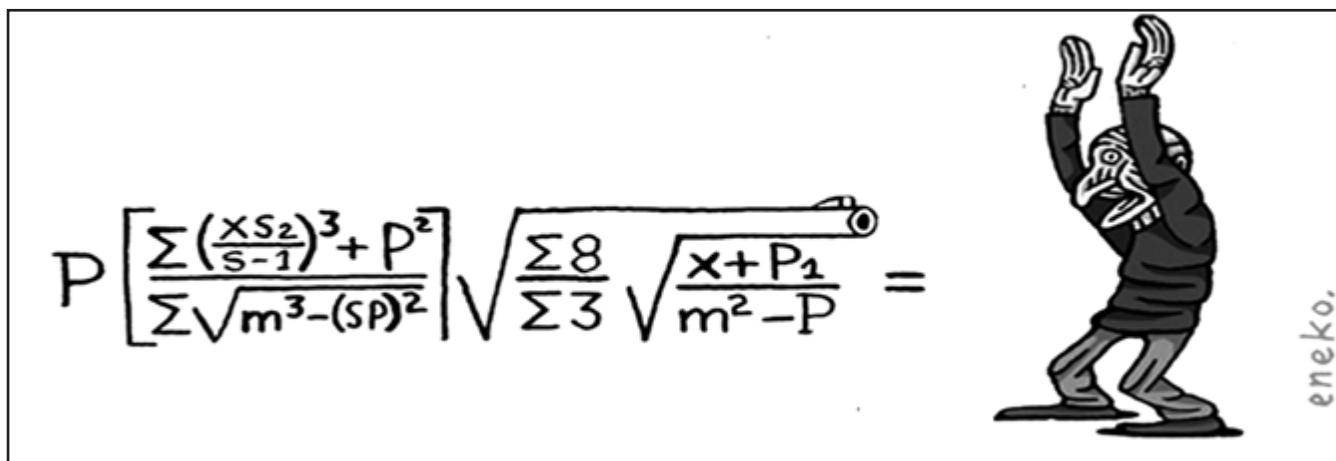 P [ Σ(xs₂/s-1)³ + P² / Σ√m³-(SP)² ] √Σ8/Σ3 √x+P₁/m²-P =
eneko,